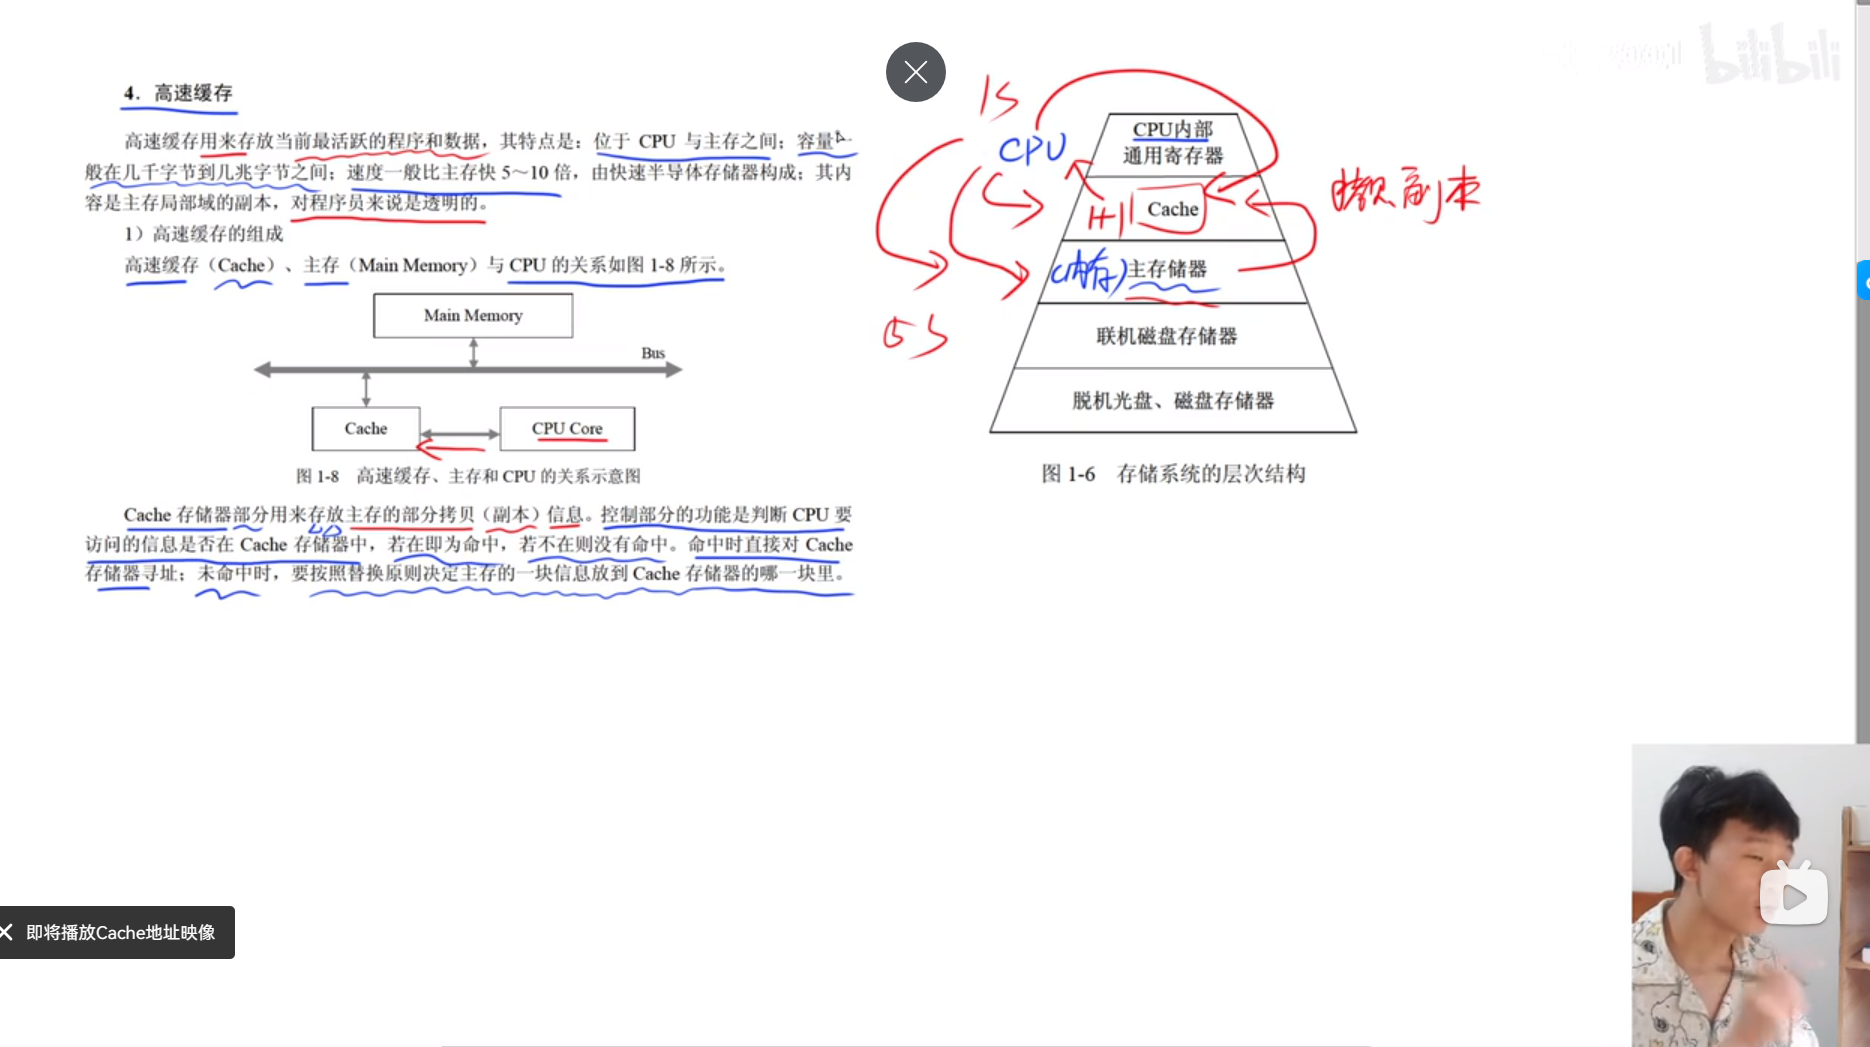 bilibili
4. 高速缓存
高速缓存用来存放当前最活跃的程序和数据，其特点是：位于 CPU 与主存之间；容量一
般在几千字节到几兆字节之间；速度一般比主存快 5～10 倍，由快速半导体存储器构成；其内
容是主存局部域的副本，对程序员来说是透明的。
1）高速缓存的组成
高速缓存（Cache）、主存（Main Memory）与 CPU 的关系如图 1-8 所示。
Main Memory
Bus
Cache
CPU Core
图 1-8 高速缓存、主存和 CPU 的关系示意图
Cache 存储器部分用来存放主存的部分拷贝（副本）信息。控制部分的功能是判断 CPU 要
访问的信息是否在 Cache 存储器中，若在即为命中，若不在则没有命中。命中时直接对 Cache
存储器寻址；未命中时，要按照替换原则决定主存的一块信息放到 Cache 存储器的哪一块里。
1s
CPU
CPU内部
通用寄存器
1+1
Cache
副本
(内存)
主存储器
5s
联机磁盘存储器
脱机光盘、磁盘存储器
图 1-6 存储系统的层次结构
即将播放Cache地址映像